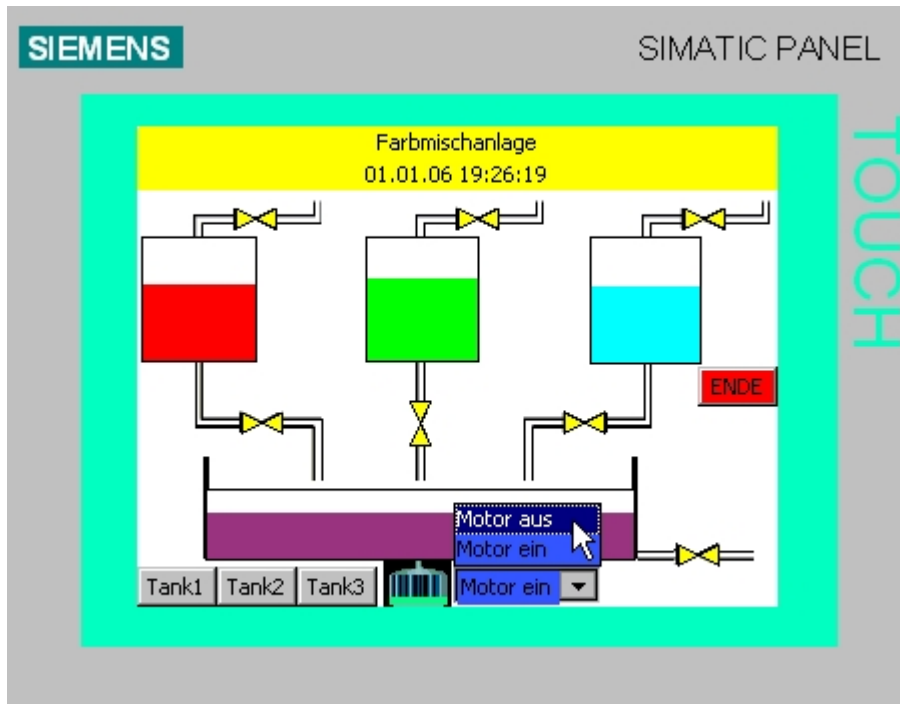 SIEMENS
SIMATIC PANEL
TOUCH
Farbmischanlage
01.01.06 19:26:19
ENDE
Motor aus
Motor ein
Tank1 Tank2 Tank3 Motor ein